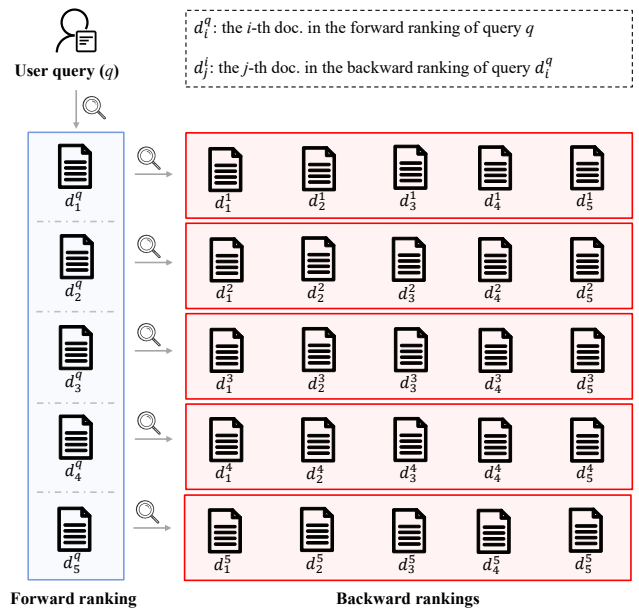 d_i^q: the i-th doc. in the forward ranking of query q
d_j^i: the j-th doc. in the backward ranking of query d_i^q
User query (q)
d_1^q d_1^1 d_2^1 d_3^1 d_4^1 d_5^1
d_2^q d_1^2 d_2^2 d_3^2 d_4^2 d_5^2
d_3^q d_1^3 d_2^3 d_3^3 d_4^3 d_5^3
d_4^q d_1^4 d_2^4 d_3^4 d_4^4 d_5^4
d_5^q d_1^5 d_2^5 d_3^5 d_4^5 d_5^5
Forward ranking
Backward rankings